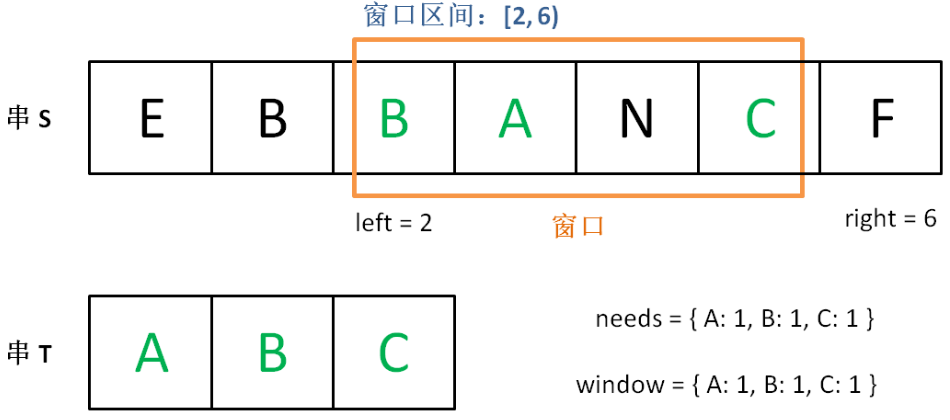 窗口区间：[2, 6)
串 S E B B A N C F
left = 2 窗口 right = 6
串 T A B C
needs = { A: 1, B: 1, C: 1 }
window = { A: 1, B: 1, C: 1 }